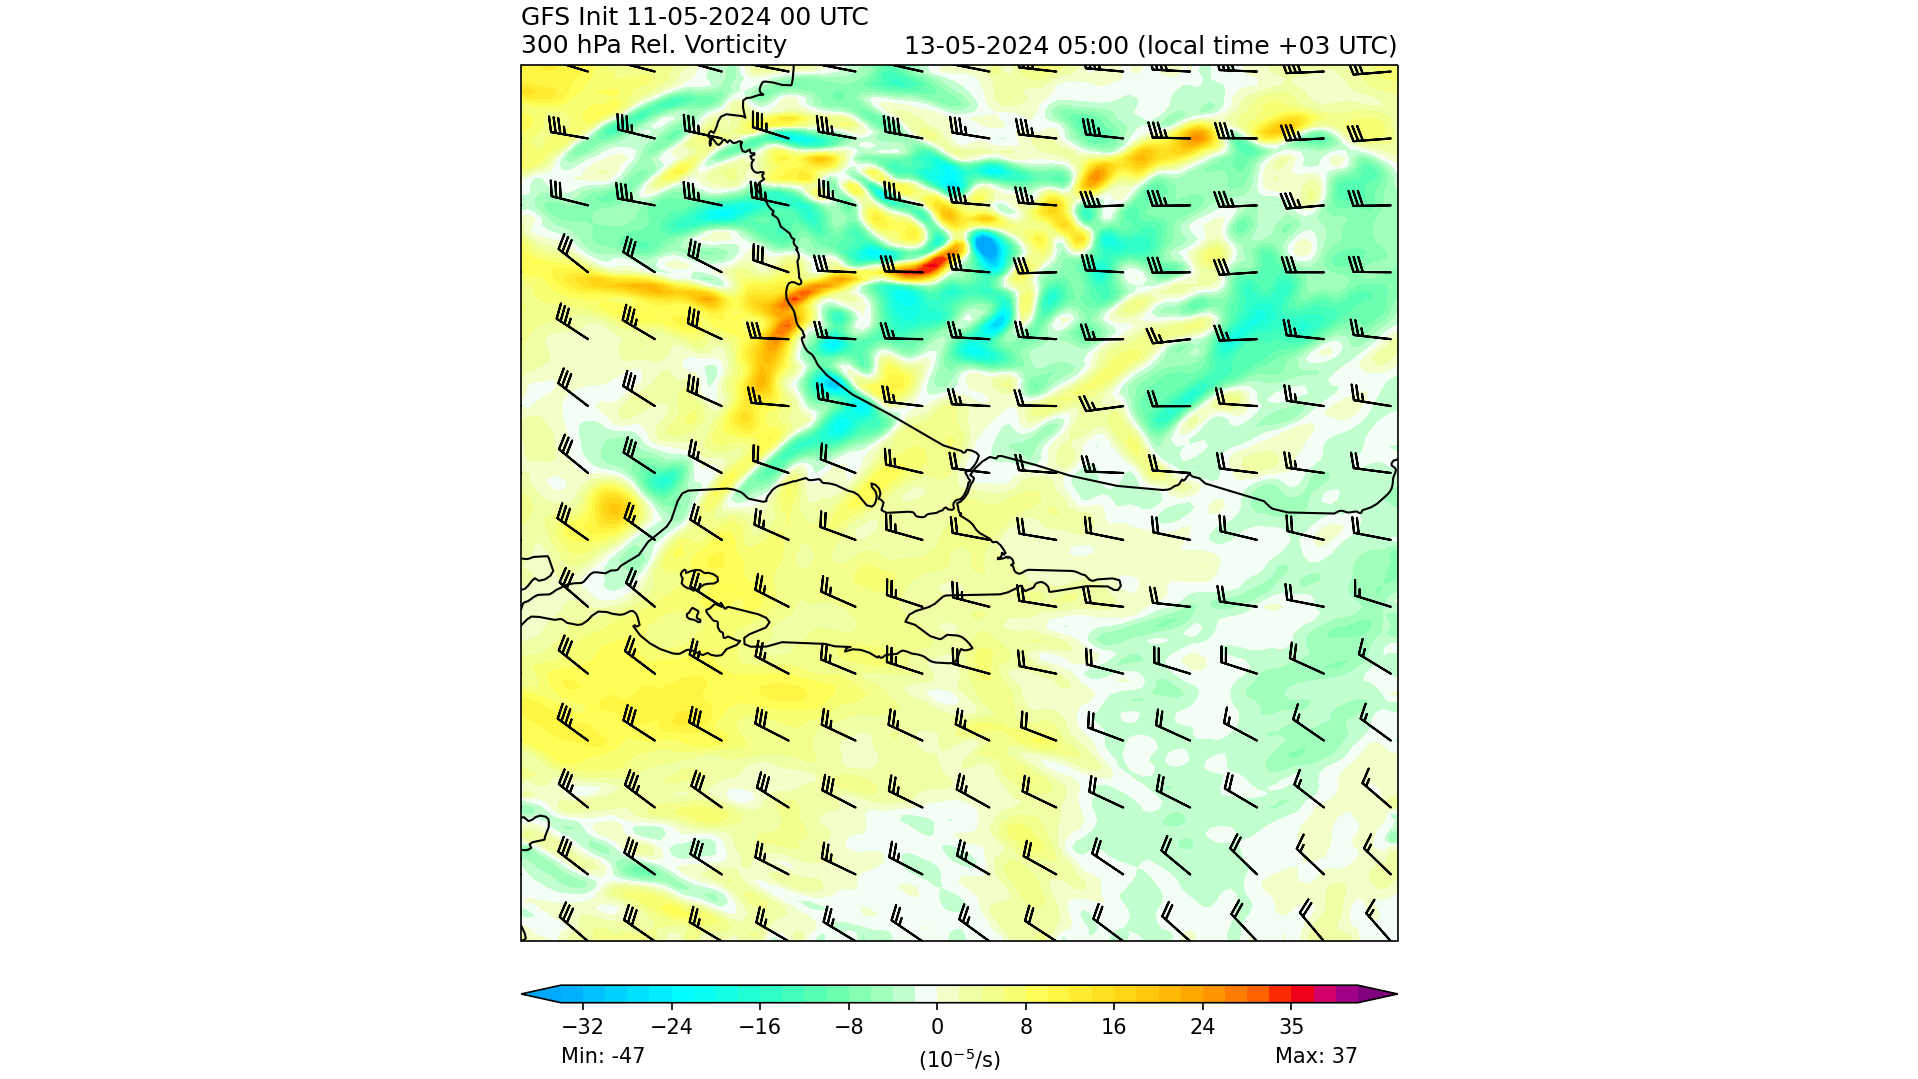 GFS Init 11-05-2024 00 UTC
300 hPa Rel. Vorticity
13-05-2024 05:00 (local time +03 UTC)
−32 −24 −16 −8 0 8 16 24 35
Min: -47 (10⁻⁵/s) Max: 37